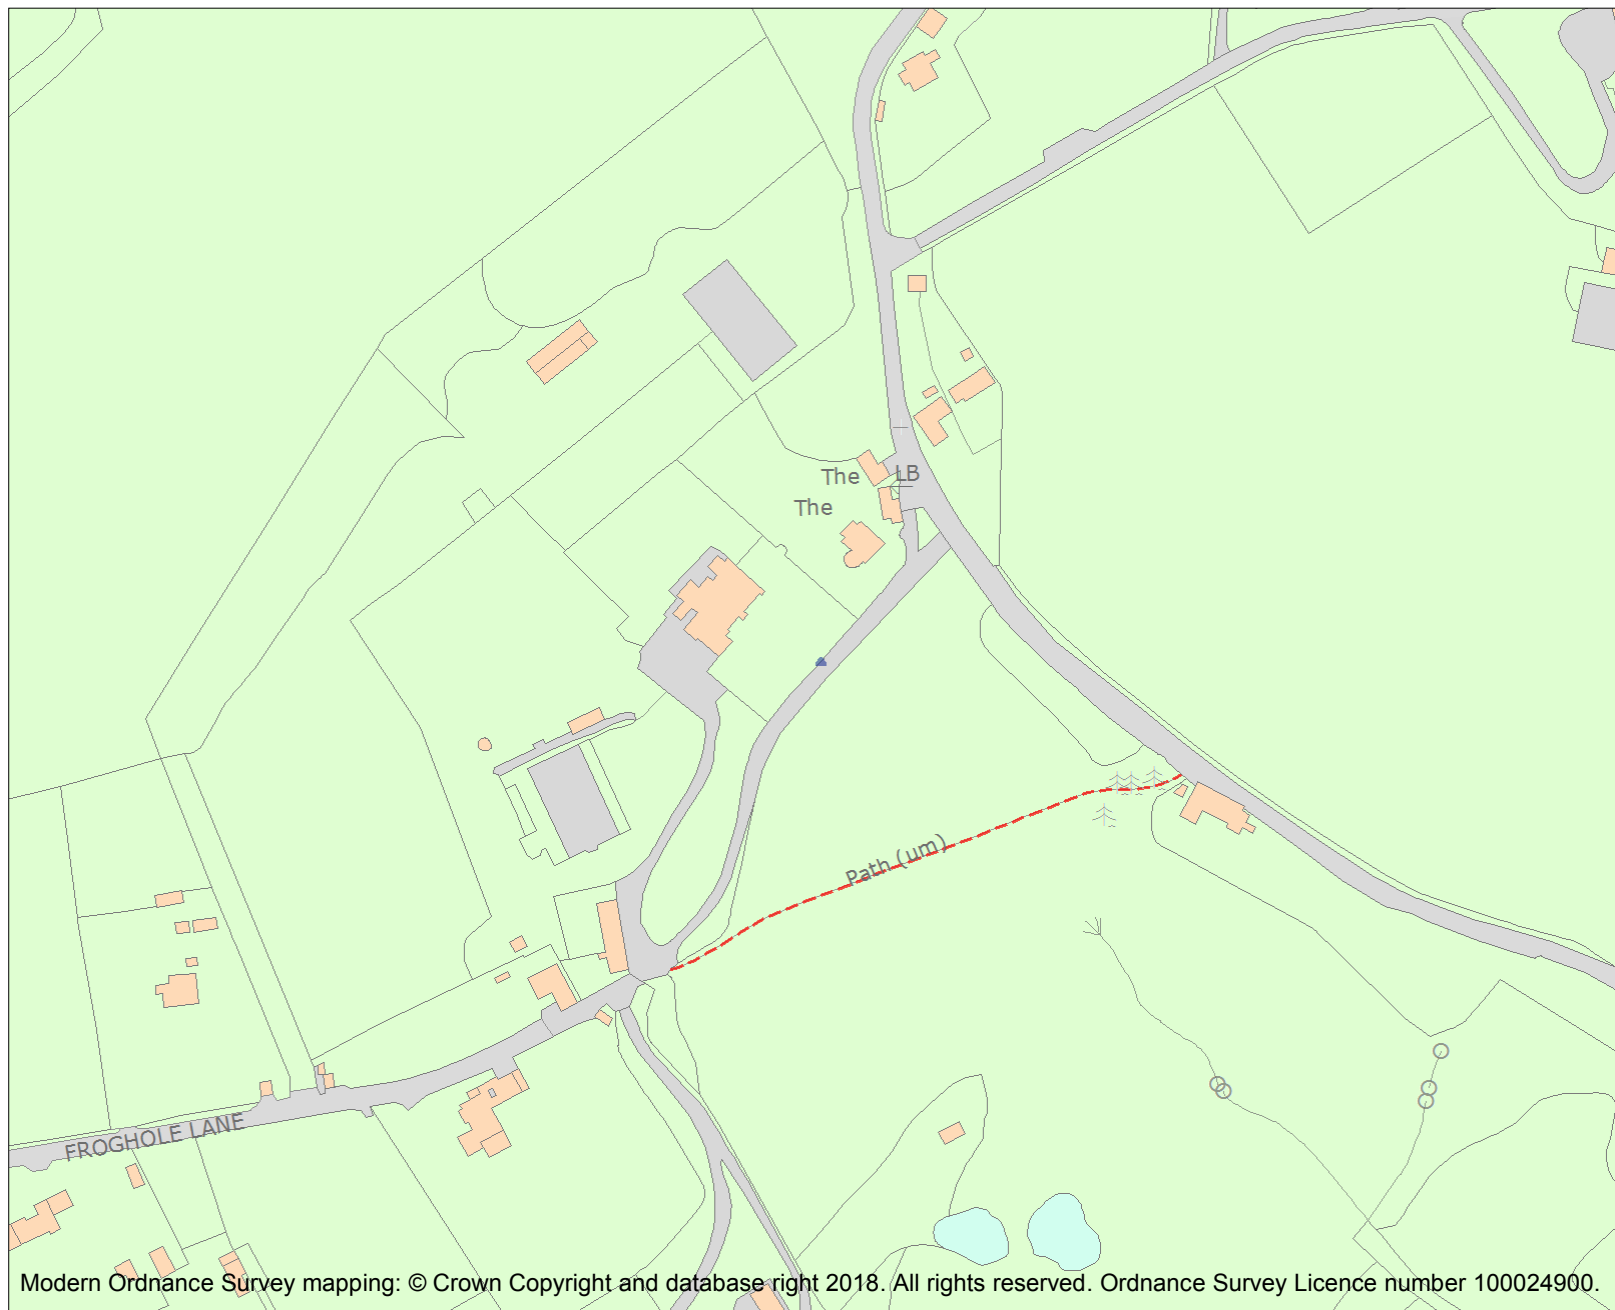 The
LB
The
Path (um)
FROGHOLE LANE
Modern Ordnance Survey mapping: © Crown Copyright and database right 2018. All rights reserved. Ordnance Survey Licence number 100024900.